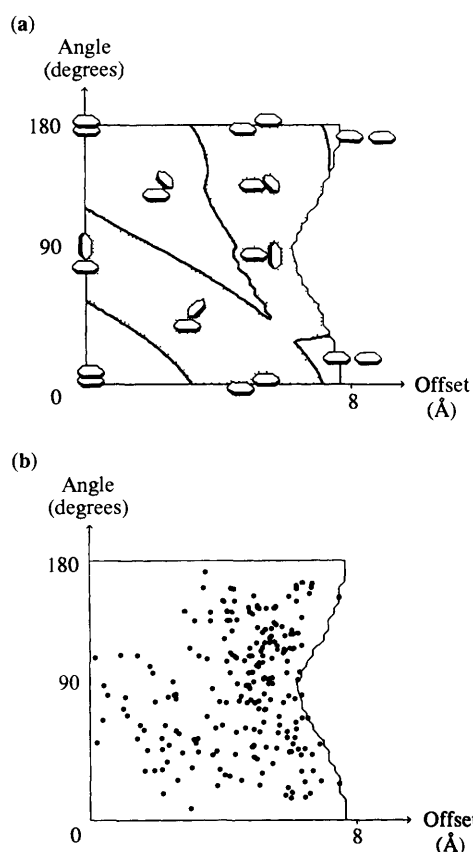 (a)
Angle
(degrees)
180
90
0
8
Offset
(Å)
(b)
Angle
(degrees)
180
90
0
8
Offset
(Å)